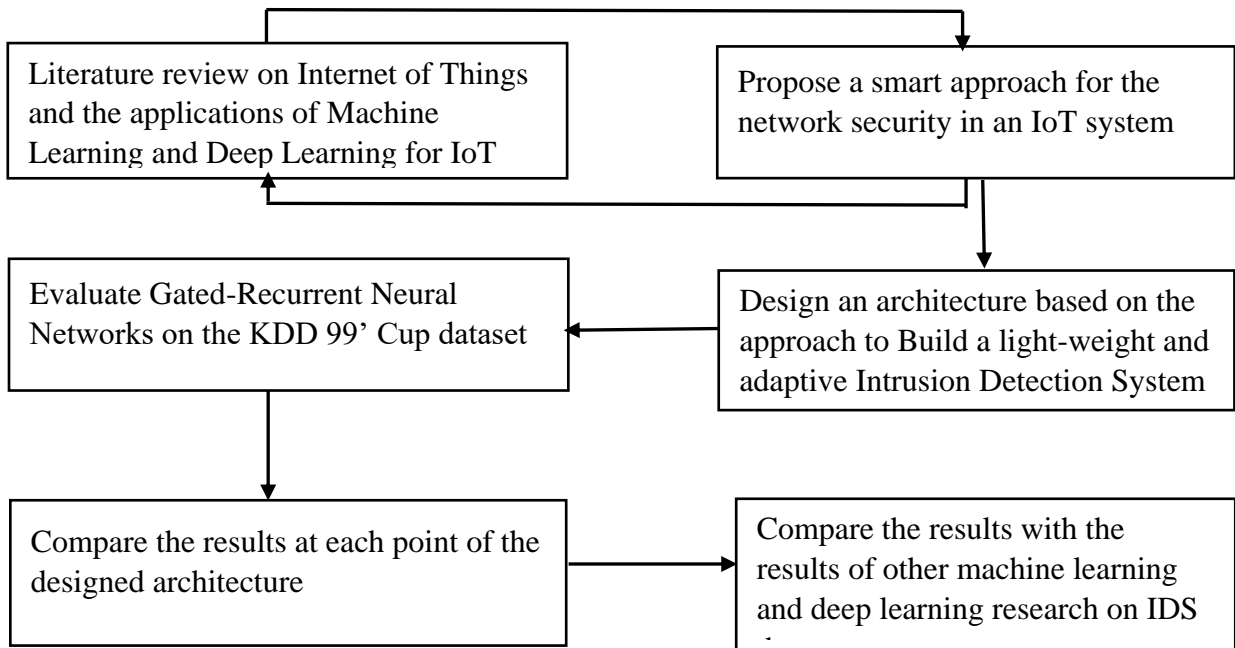 Literature review on Internet of Things
and the applications of Machine
Learning and Deep Learning for IoT
Propose a smart approach for the
network security in an IoT system
Evaluate Gated-Recurrent Neural
Networks on the KDD 99’ Cup dataset
Design an architecture based on the
approach to Build a light-weight and
adaptive Intrusion Detection System
Compare the results at each point of the
designed architecture
Compare the results with the
results of other machine learning
and deep learning research on IDS